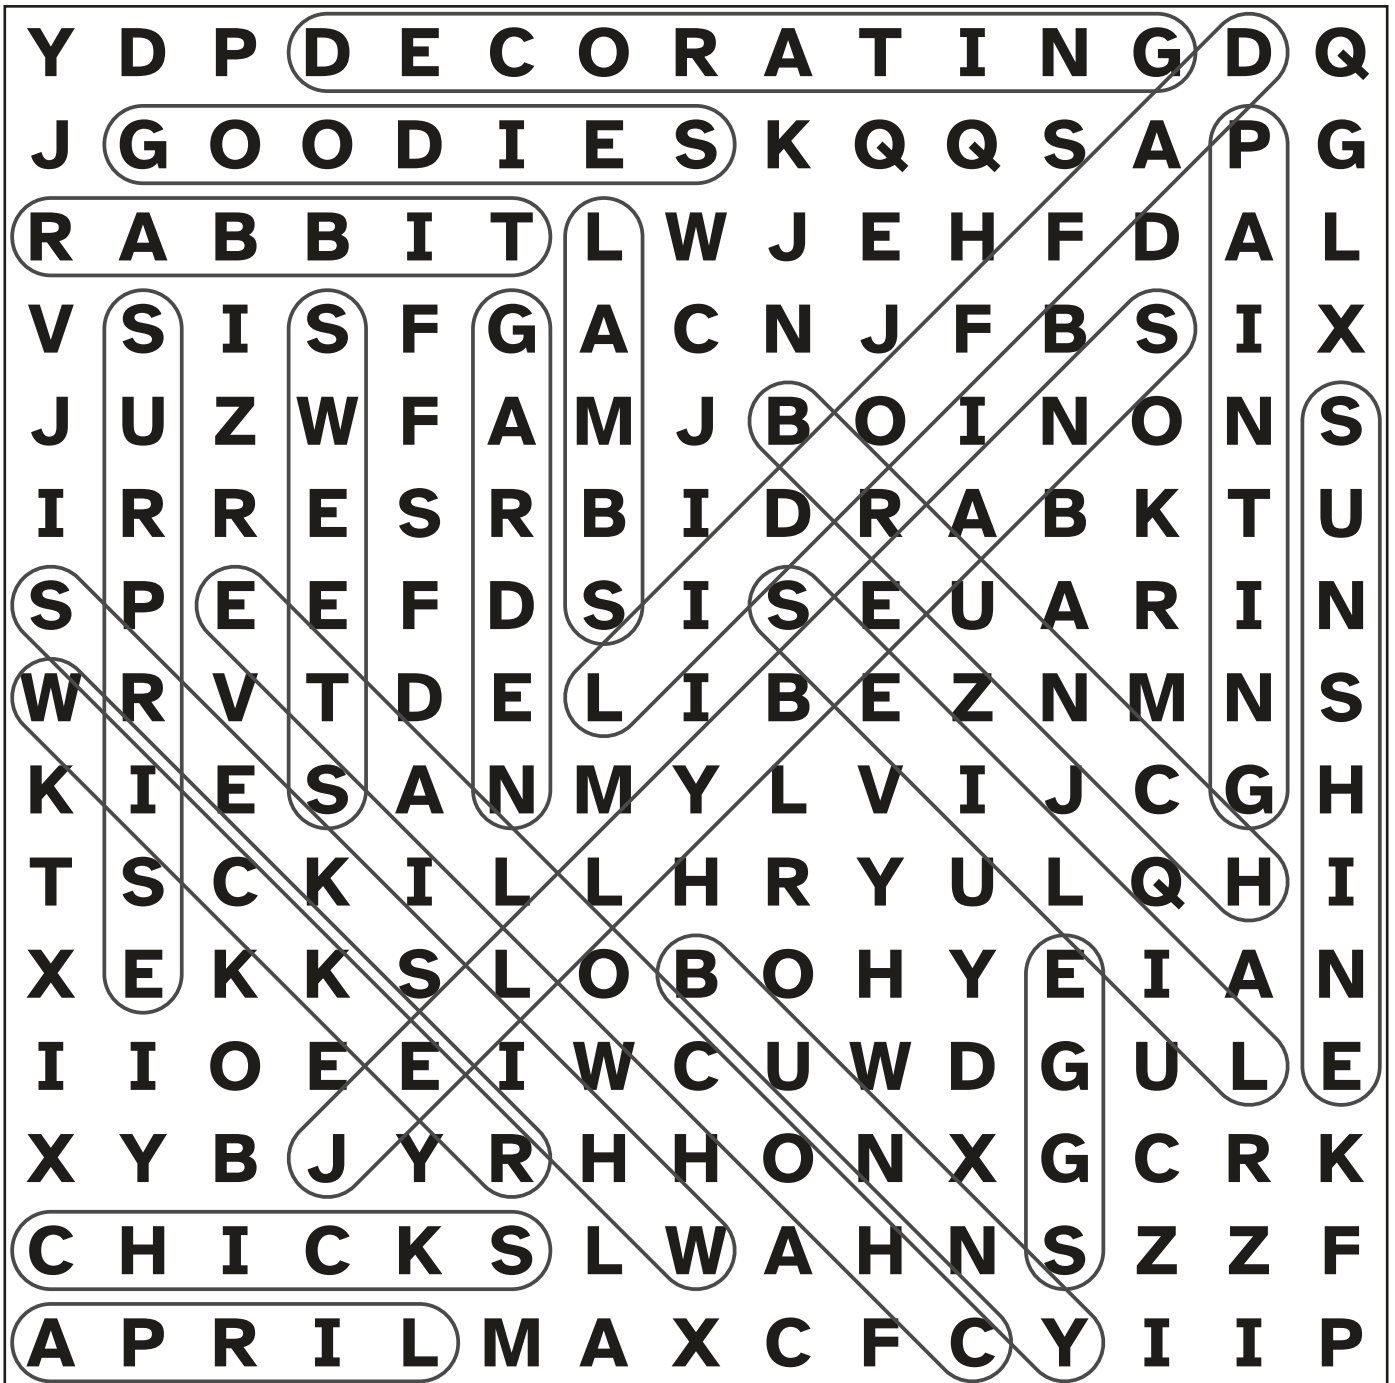 Y D P D E C O R A T I N G D Q
J G O O D I E S K Q Q S A P G
R A B B I T L W J E H F D A L
V S I S F G A C N J F B S I X
J U Z W F A M J B O I N O N S
I R R E S R B I D R A B K T U
S P E E F D S I S E U A R I N
W R V T D E L I B E Z N M N S
K I E S A N M Y L V I J C G H
T S C K I L L H R Y U L Q H I
X E K K S L O B O H Y E I A N
I I O E E I W C U W D G U L E
X Y B J Y R H H O N X G C R K
C H I C K S L W A H N S Z Z F
A P R I L M A X C F C Y I I P